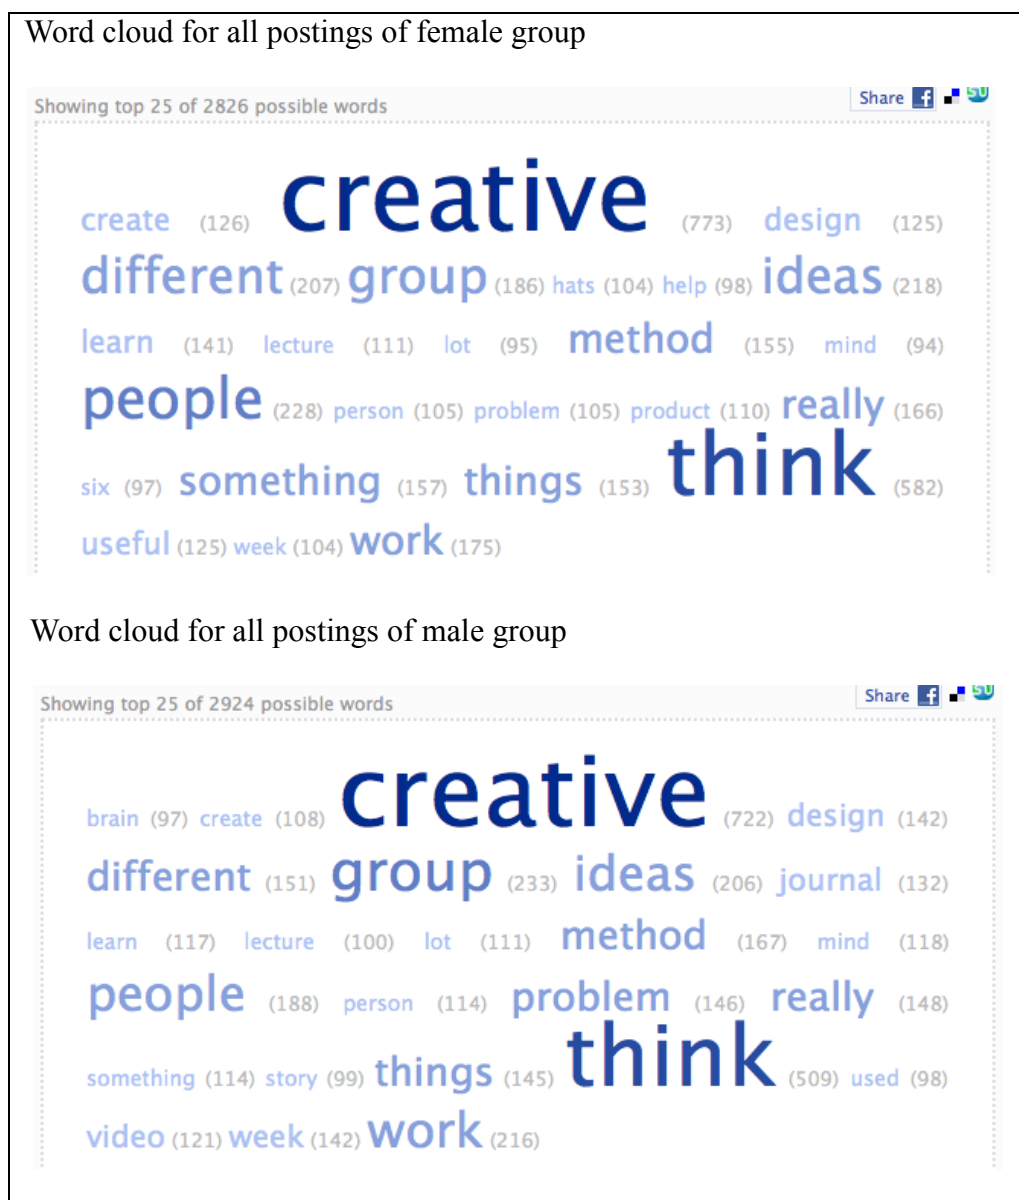 Word cloud for all postings of female group
Showing top 25 of 2826 possible words
Share f SU
create (126) creative (773) design (125)
different (207) group (186) hats (104) help (98) ideas (218)
learn (141) lecture (111) lot (95) method (155) mind (94)
people (228) person (105) problem (105) product (110) really (166)
six (97) something (157) things (153) think (582)
useful (125) week (104) work (175)
Word cloud for all postings of male group
Showing top 25 of 2924 possible words
Share f SU
brain (97) create (108) creative (722) design (142)
different (151) group (233) ideas (206) journal (132)
learn (117) lecture (100) lot (111) method (167) mind (118)
people (188) person (114) problem (146) really (148)
something (114) story (99) things (145) think (509) used (98)
video (121) week (142) work (216)